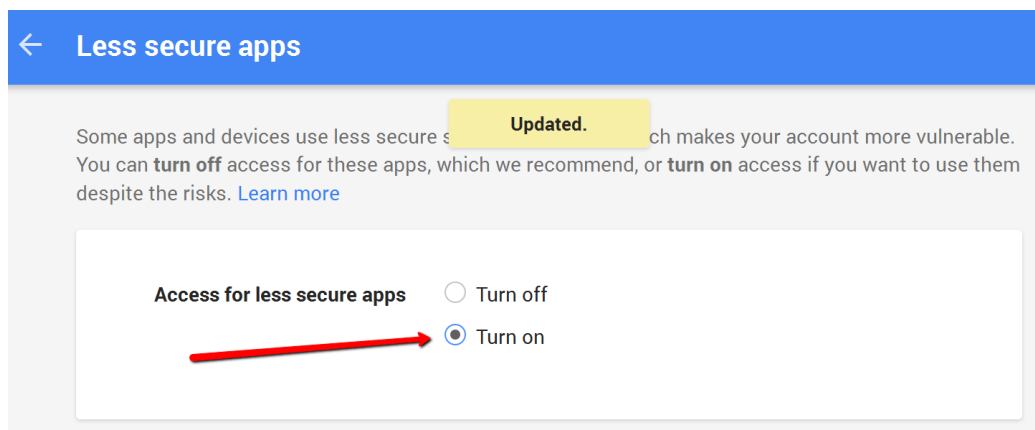 Less secure apps
Updated.
Some apps and devices use less secure ch makes your account more vulnerable.
You can turn off access for these apps, which we recommend, or turn on access if you want to use them
despite the risks. Learn more
Access for less secure apps
Turn off
Turn on